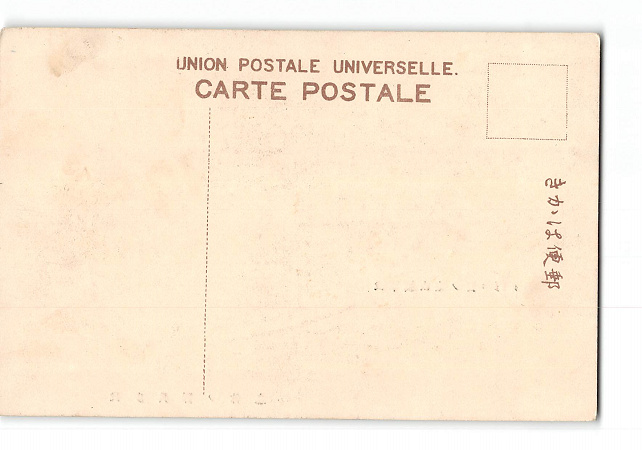 UNION POSTALE UNIVERSELLE.
CARTE POSTALE
きかは便郵